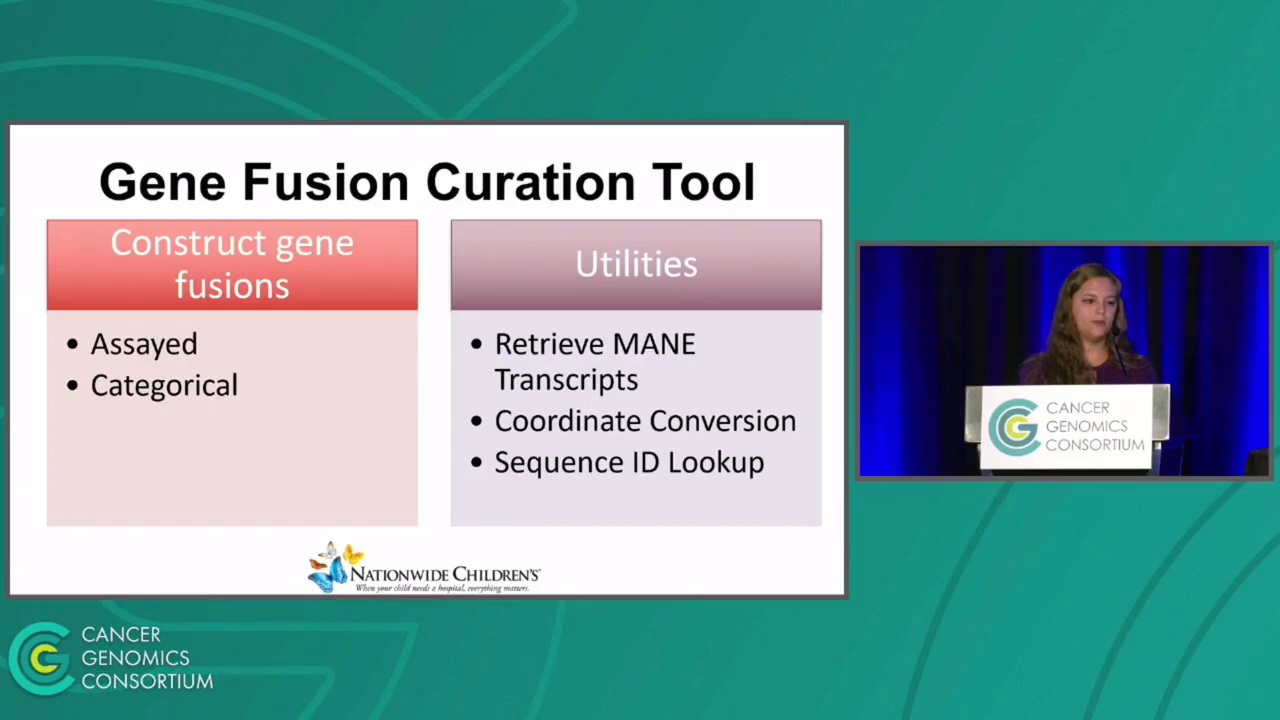 Gene Fusion Curation Tool
Construct gene
fusions
• Assayed
• Categorical
Utilities
• Retrieve MANE
Transcripts
• Coordinate Conversion
• Sequence ID Lookup
NATIONWIDE CHILDREN'S
When your child needs a hospital, everything matters.
CANCER
GENOMICS
CONSORTIUM
CANCER
GENOMICS
CONSORTIUM